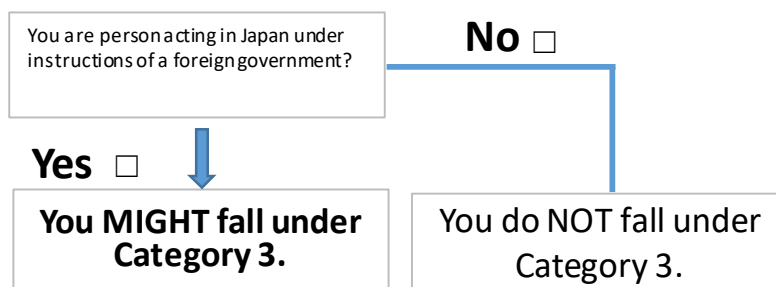 You are person acting in Japan under
instructions of a foreign government?
No □
Yes □
You MIGHT fall under
Category 3.
You do NOT fall under
Category 3.